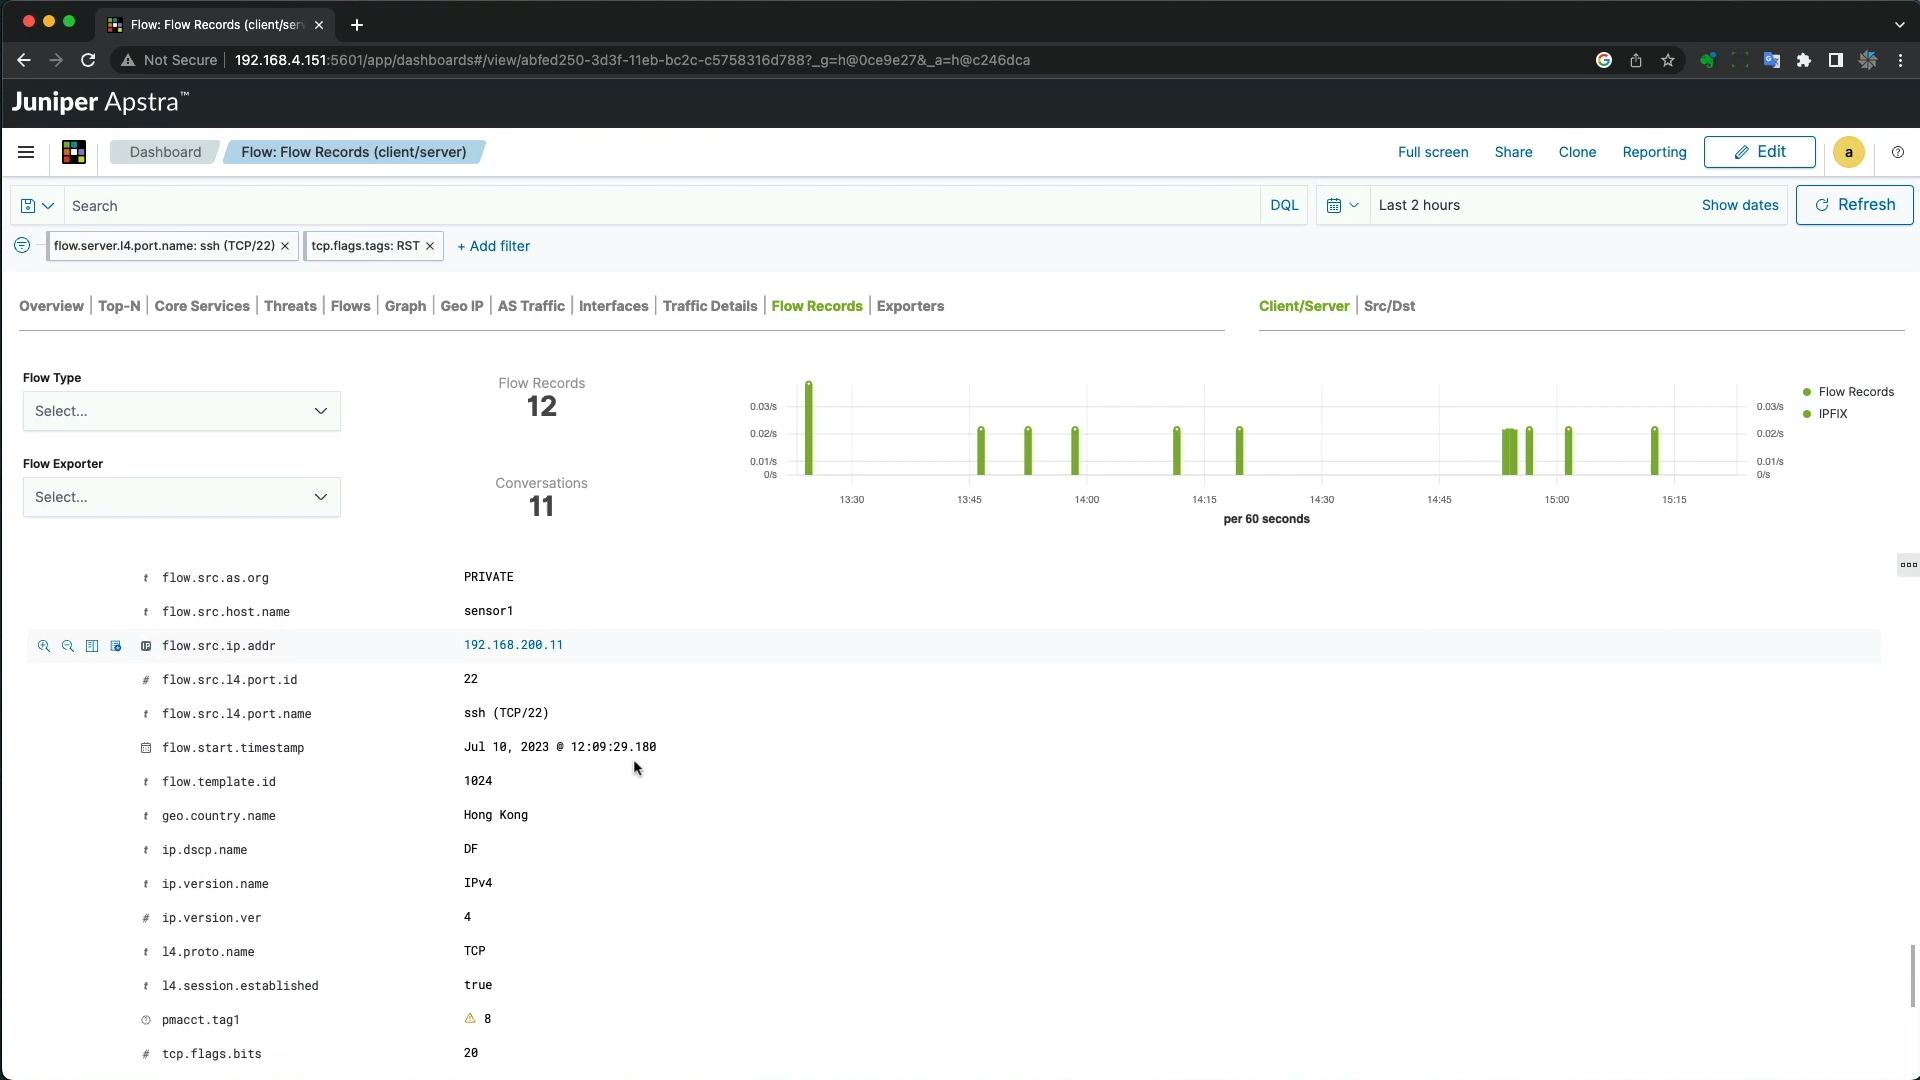 Flow: Flow Records (client/serv
Not Secure
192.168.4.151:5601/app/dashboards#/view/abfed250-3d3f-11eb-bc2c-c5758316d788?_g=h@0ce9e27&_a=h@c246dca
Juniper Apstra™
Dashboard
Flow: Flow Records (client/server)
Full screen
Share
Clone
Reporting
Edit
a
Search
DQL
Last 2 hours
Show dates
Refresh
flow.server.l4.port.name: ssh (TCP/22) ×
tcp.flags.tags: RST ×
+ Add filter
Overview | Top-N | Core Services | Threats | Flows | Graph | Geo IP | AS Traffic | Interfaces | Traffic Details | Flow Records | Exporters
Client/Server | Src/Dst
Flow Type
Select...
Flow Exporter
Select...
Flow Records
12
Conversations
11
0.03/s
0.02/s
0.01/s
0/s
13:30 13:45 14:00 14:15 14:30 14:45 15:00 15:15
per 60 seconds
0.03/s
0.02/s
0.01/s
0/s
Flow Records
IPFIX
t flow.src.as.org PRIVATE
t flow.src.host.name sensor1
IP flow.src.ip.addr 192.168.200.11
# flow.src.l4.port.id 22
t flow.src.l4.port.name ssh (TCP/22)
flow.start.timestamp Jul 10, 2023 @ 12:09:29.180
t flow.template.id 1024
t geo.country.name Hong Kong
t ip.dscp.name DF
t ip.version.name IPv4
# ip.version.ver 4
t l4.proto.name TCP
t l4.session.established true
pmacct.tag1 8
# tcp.flags.bits 20